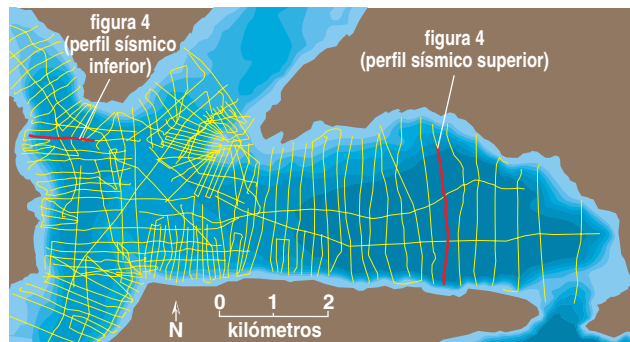 figura 4
(perfil sísmico
inferior)
figura 4
(perfil sísmico superior)
0 1 2
N
kilómetros